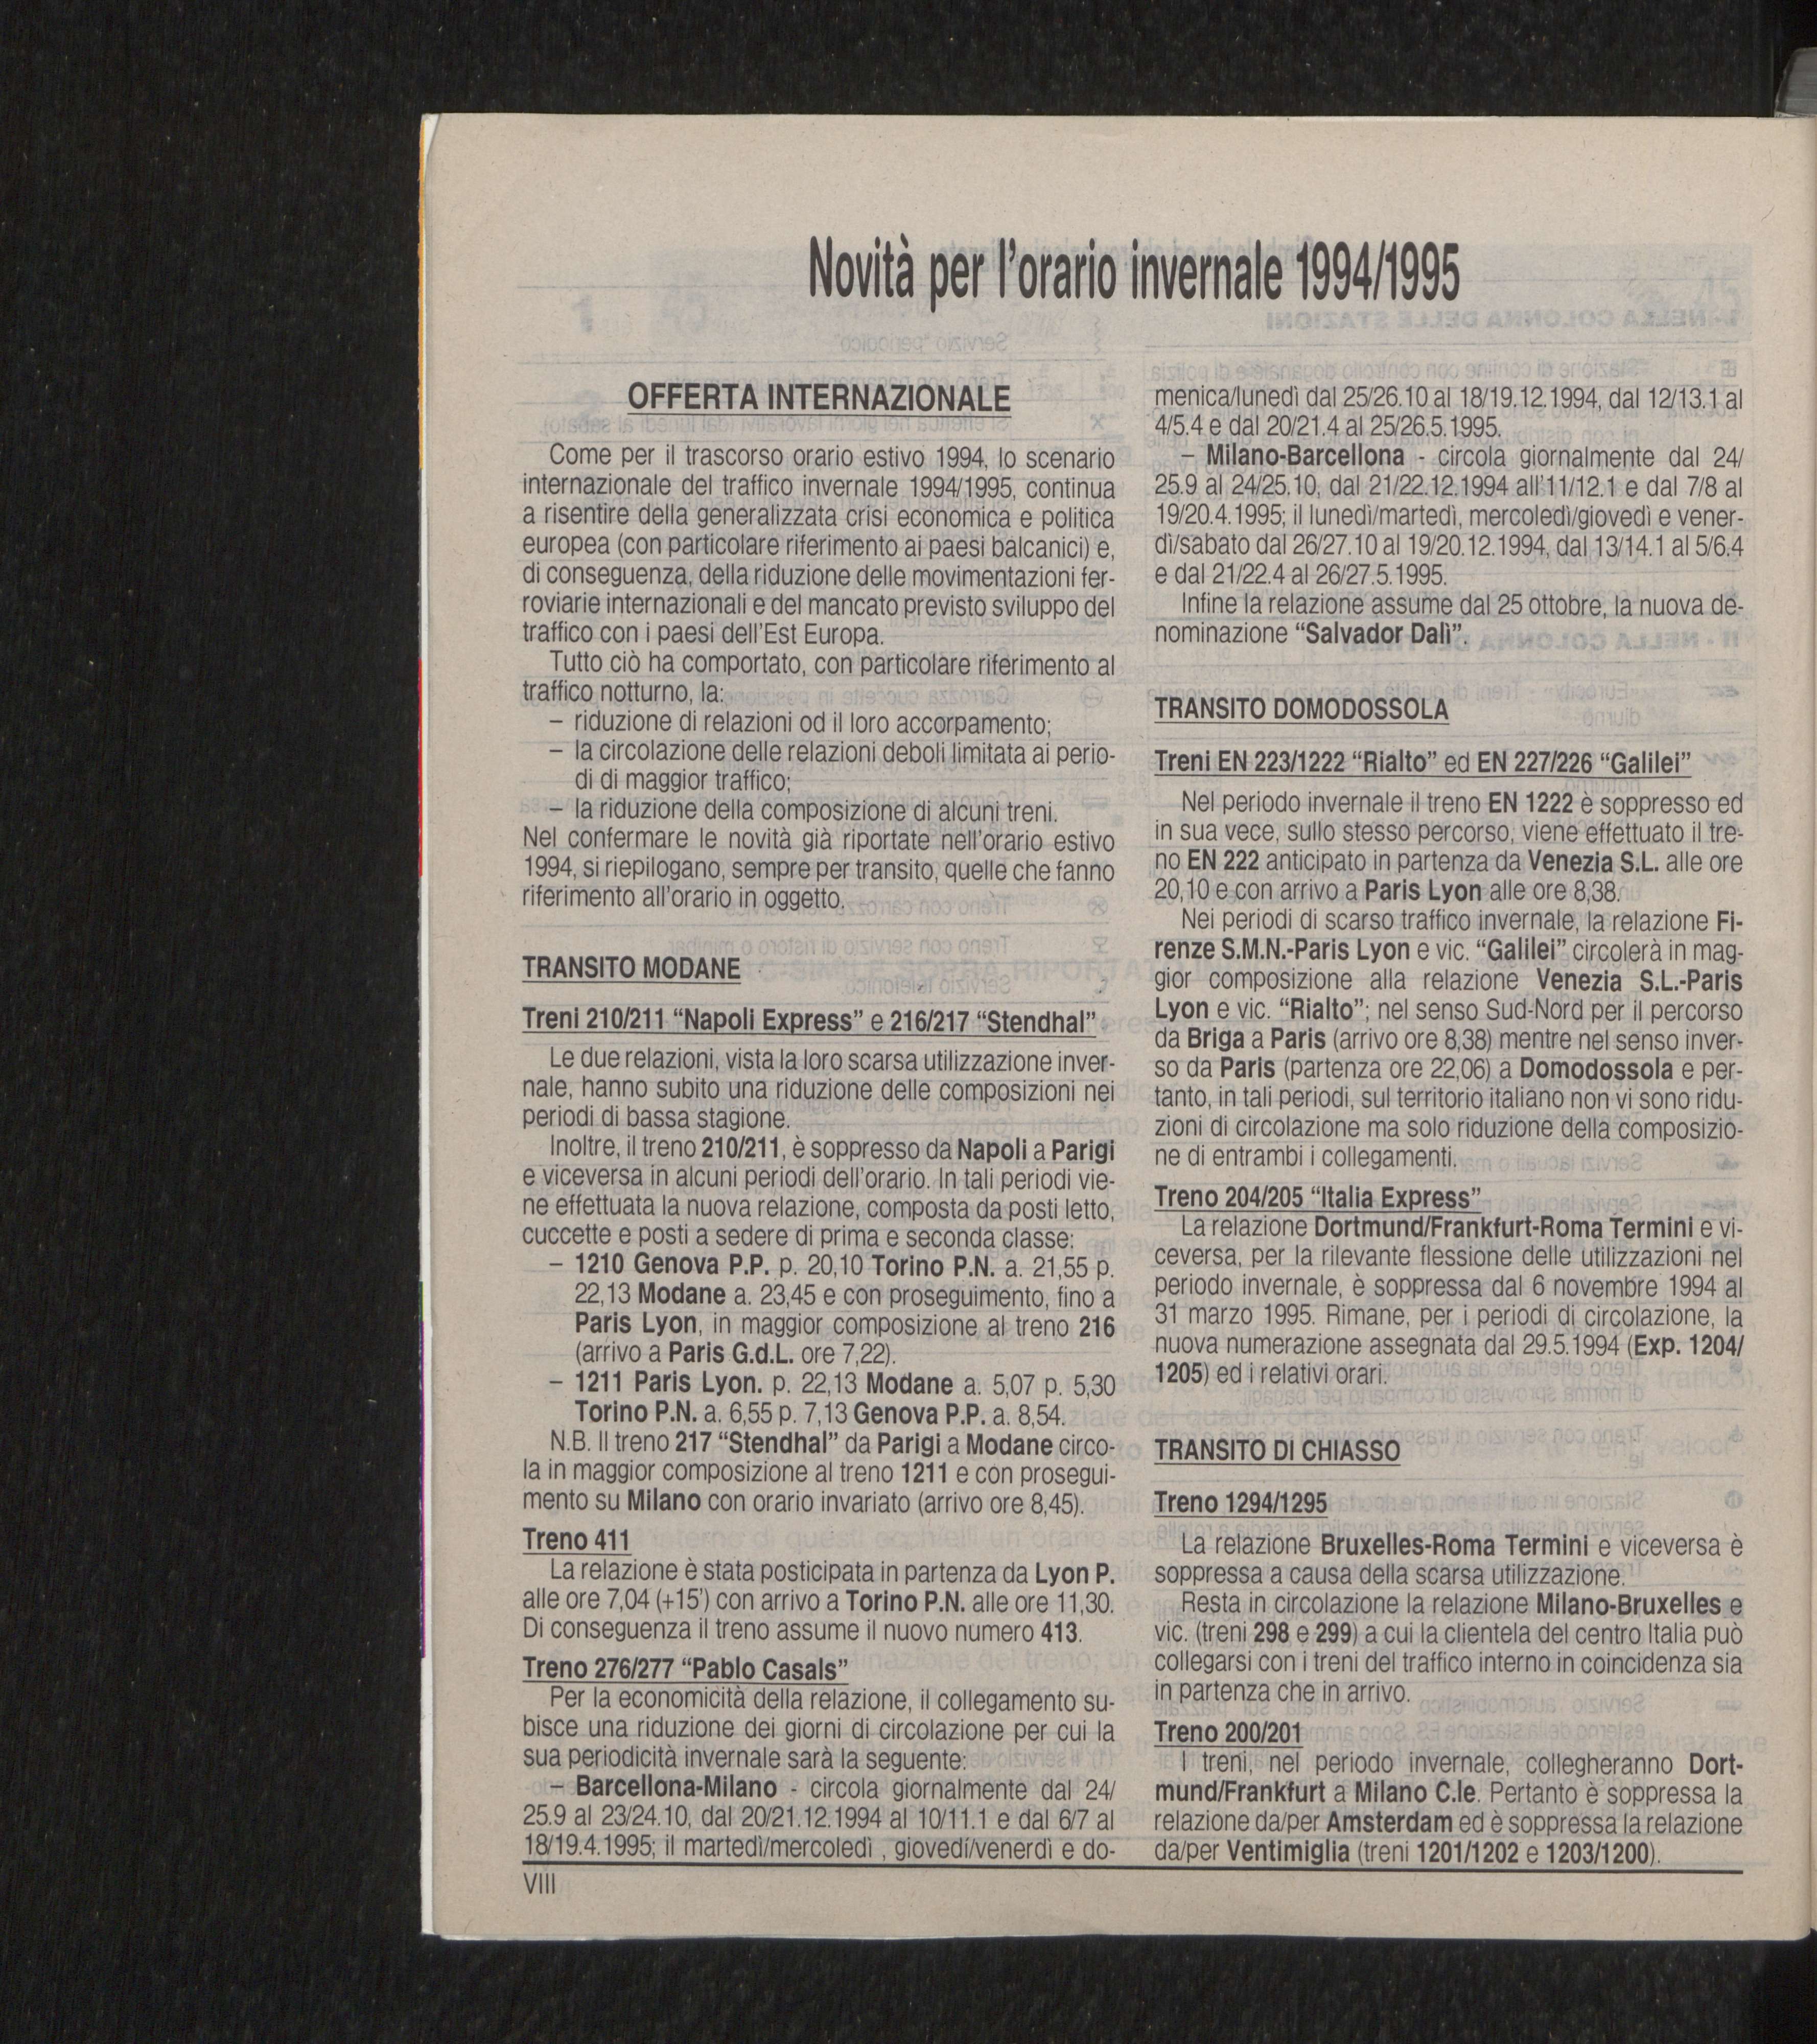 Novità per l'orario invernale 1994/1995
OFFERTA INTERNAZIONALE
Come per il trascorso orario estivo 1994, lo scenario
internazionale del traffico invernale 1994/1995, continua
a risentire della generalizzata crisi economica e politica
europea (con particolare riferimento ai paesi balcanici) e,
di conseguenza, della riduzione delle movimentazioni fer-
roviarie internazionali e del mancato previsto sviluppo del
traffico con i paesi dell'Est Europa.
Tutto ciò ha comportato, con particolare riferimento al
traffico notturno, la:
– riduzione di relazioni od il loro accorpamento;
– la circolazione delle relazioni deboli limitata ai perio-
di di maggior traffico;
– la riduzione della composizione di alcuni treni.
Nel confermare le novità già riportate nell'orario estivo
1994, si riepilogano, sempre per transito, quelle che fanno
riferimento all'orario in oggetto.
TRANSITO MODANE
Treni 210/211 “Napoli Express” e 216/217 “Stendhal”
Le due relazioni, vista la loro scarsa utilizzazione inver-
nale, hanno subito una riduzione delle composizioni nei
periodi di bassa stagione.
Inoltre, il treno 210/211, è soppresso da Napoli a Parigi
e viceversa in alcuni periodi dell'orario. In tali periodi vie-
ne effettuata la nuova relazione, composta da posti letto,
cuccette e posti a sedere di prima e seconda classe:
– 1210 Genova P.P. p. 20,10 Torino P.N. a. 21,55 p.
22,13 Modane a. 23,45 e con proseguimento, fino a
Paris Lyon, in maggior composizione al treno 216
(arrivo a Paris G.d.L. ore 7,22).
– 1211 Paris Lyon. p. 22,13 Modane a. 5,07 p. 5,30
Torino P.N. a. 6,55 p. 7,13 Genova P.P. a. 8,54.
N.B. Il treno 217 “Stendhal” da Parigi a Modane circo-
la in maggior composizione al treno 1211 e con prosegui-
mento su Milano con orario invariato (arrivo ore 8,45).
Treno 411
La relazione è stata posticipata in partenza da Lyon P.
alle ore 7,04 (+15') con arrivo a Torino P.N. alle ore 11,30.
Di conseguenza il treno assume il nuovo numero 413.
Treno 276/277 “Pablo Casals”
Per la economicità della relazione, il collegamento su-
bisce una riduzione dei giorni di circolazione per cui la
sua periodicità invernale sarà la seguente:
– Barcellona-Milano - circola giornalmente dal 24/
25.9 al 23/24.10, dal 20/21.12.1994 al 10/11.1 e dal 6/7 al
18/19.4.1995; il martedì/mercoledì , giovedí/venerdì e do-
menica/lunedì dal 25/26.10 al 18/19.12.1994, dal 12/13.1 al
4/5.4 e dal 20/21.4 al 25/26.5.1995.
– Milano-Barcellona - circola giornalmente dal 24/
25.9 al 24/25.10, dal 21/22.12.1994 all'11/12.1 e dal 7/8 al
19/20.4.1995; il lunedì/martedì, mercoledì/giovedì e vener-
dì/sabato dal 26/27.10 al 19/20.12.1994, dal 13/14.1 al 5/6.4
e dal 21/22.4 al 26/27.5.1995.
Infine la relazione assume dal 25 ottobre, la nuova de-
nominazione “Salvador Dalì”.
TRANSITO DOMODOSSOLA
Treni EN 223/1222 “Rialto” ed EN 227/226 “Galilei”
Nel periodo invernale il treno EN 1222 è soppresso ed
in sua vece, sullo stesso percorso, viene effettuato il tre-
no EN 222 anticipato in partenza da Venezia S.L. alle ore
20,10 e con arrivo a Paris Lyon alle ore 8,38.
Nei periodi di scarso traffico invernale, la relazione Fi-
renze S.M.N.-Paris Lyon e vic. “Galilei” circolerà in mag-
gior composizione alla relazione Venezia S.L.-Paris
Lyon e vic. “Rialto”; nel senso Sud-Nord per il percorso
da Briga a Paris (arrivo ore 8,38) mentre nel senso inver-
so da Paris (partenza ore 22,06) a Domodossola e per-
tanto, in tali periodi, sul territorio italiano non vi sono ridu-
zioni di circolazione ma solo riduzione della composizio-
ne di entrambi i collegamenti.
Treno 204/205 “Italia Express”
La relazione Dortmund/Frankfurt-Roma Termini e vi-
ceversa, per la rilevante flessione delle utilizzazioni nel
periodo invernale, è soppressa dal 6 novembre 1994 al
31 marzo 1995. Rimane, per i periodi di circolazione, la
nuova numerazione assegnata dal 29.5.1994 (Exp. 1204/
1205) ed i relativi orari.
TRANSITO DI CHIASSO
Treno 1294/1295
La relazione Bruxelles-Roma Termini e viceversa è
soppressa a causa della scarsa utilizzazione.
Resta in circolazione la relazione Milano-Bruxelles e
vic. (treni 298 e 299) a cui la clientela del centro Italia può
collegarsi con i treni del traffico interno in coincidenza sia
in partenza che in arrivo.
Treno 200/201
I treni, nel periodo invernale, collegheranno Dort-
mund/Frankfurt a Milano C.le. Pertanto è soppressa la
relazione da/per Amsterdam ed è soppressa la relazione
da/per Ventimiglia (treni 1201/1202 e 1203/1200).
VIII